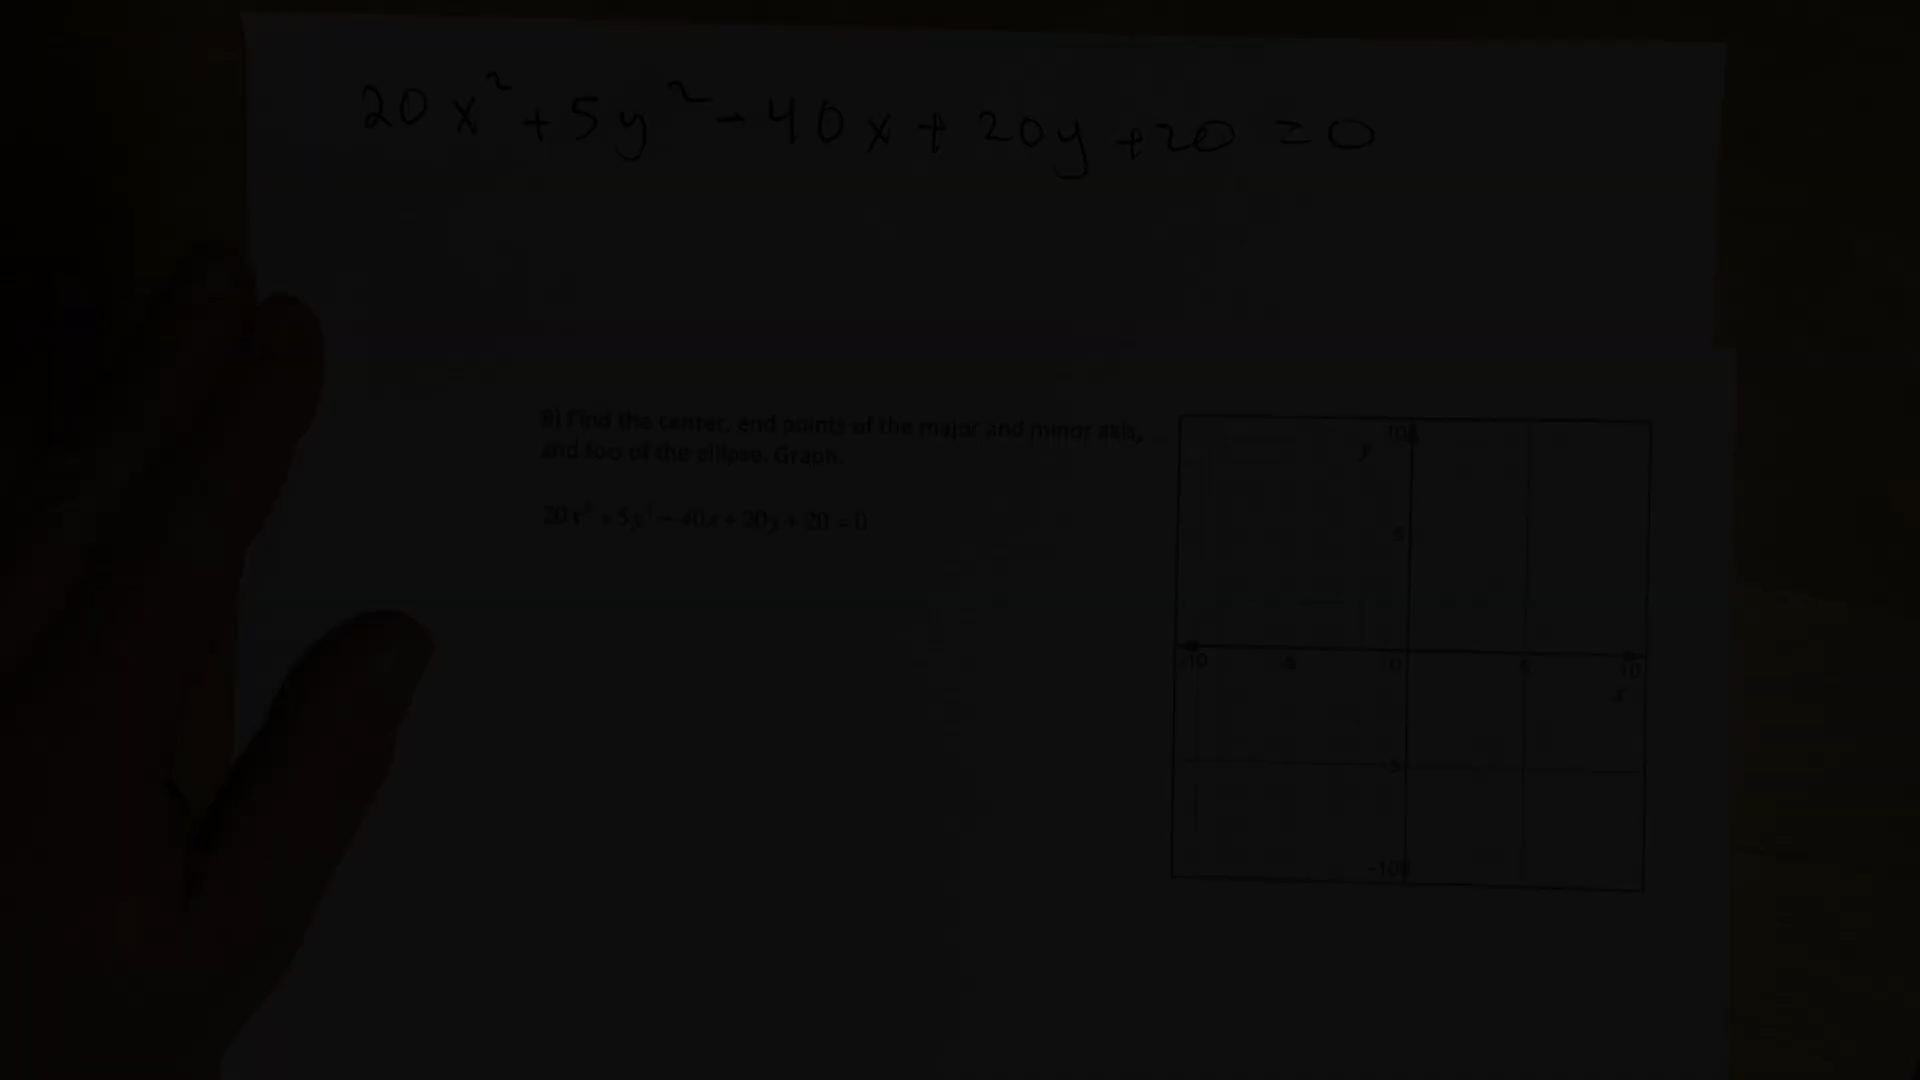 20x² + 5y² - 40x + 20y + 20 = 0
8) Find the center, end points of the major and minor axis,
and foci of the ellipse. Graph.
20x² + 5y² - 40x + 20y + 20 = 0
10
y
5
-10 0 5 10
x
-5
-10